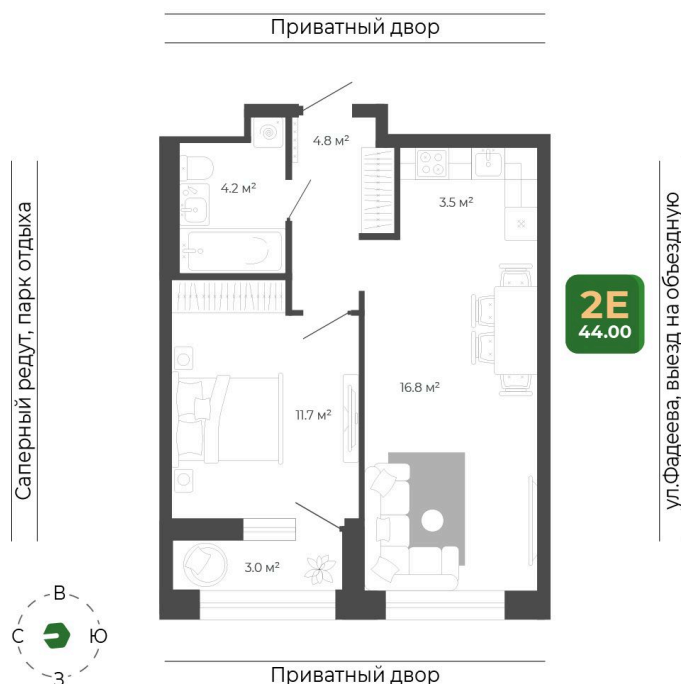 Приватный двор
4.8 м²
4.2 м²
3.5 м²
Саперный редут, парк отдыха
2Е
44.00
ул.Фадеева, выезд на объездную
16.8 м²
11.7 м²
3.0 м²
В
С
Ю
З
Приватный двор